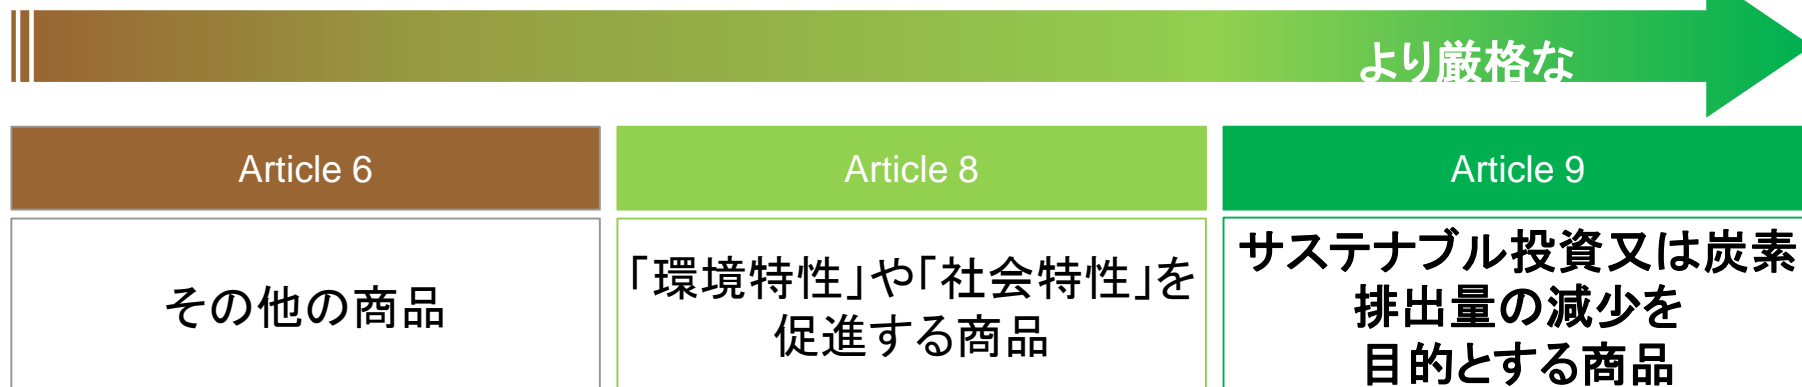 より厳格な
Article 6
Article 8
Article 9
その他の商品
「環境特性」や「社会特性」を
促進する商品
サステナブル投資又は炭素
排出量の減少を
目的とする商品